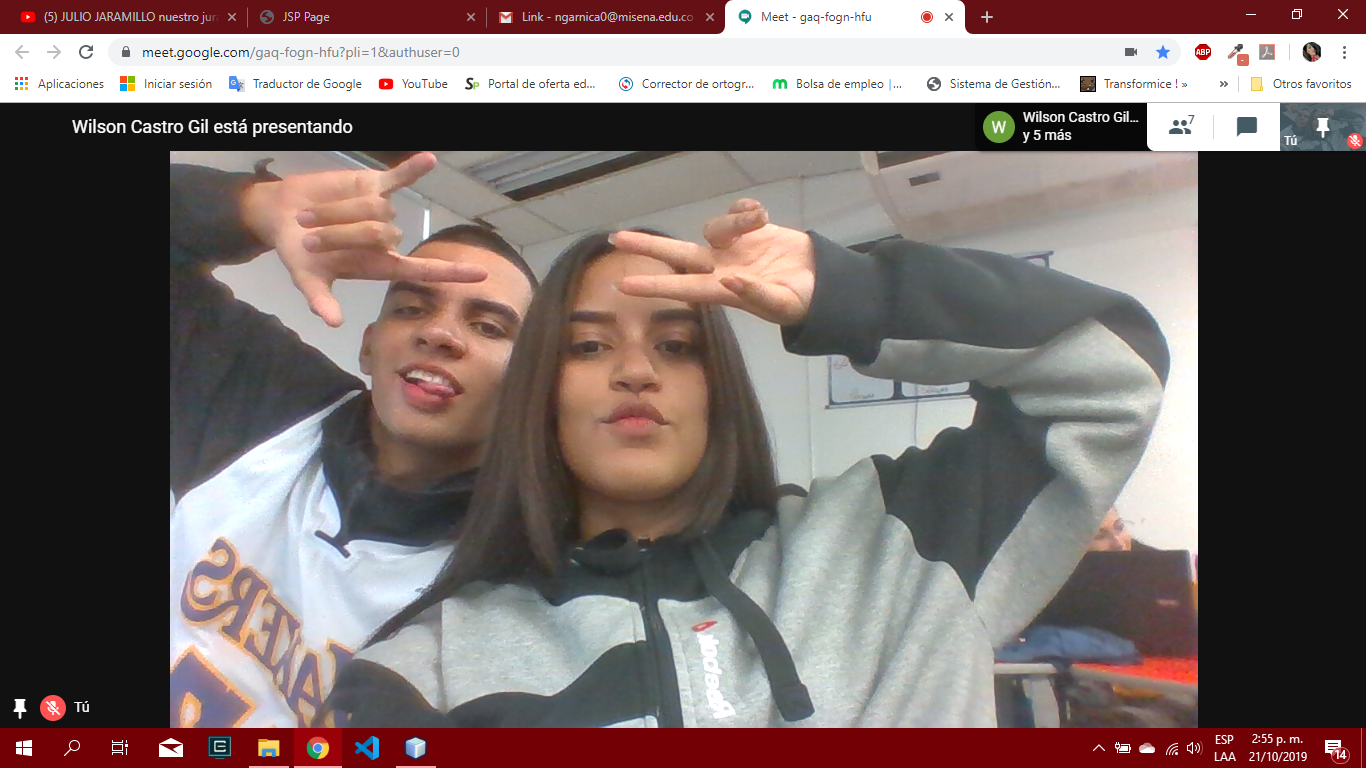 (5) JULIO JARAMILLO nuestro jur
JSP Page
Link - ngarnica0@misena.edu.co
Meet - gaq-fogn-hfu
meet.google.com/gaq-fogn-hfu?pli=1&authuser=0
ABP
Aplicaciones
Iniciar sesión
Traductor de Google
YouTube
Portal de oferta ed...
Corrector de ortogr...
Bolsa de empleo |...
Sistema de Gestión...
Transformice ! »
»
Otros favoritos
Wilson Castro Gil está presentando
W
Wilson Castro Gil...
y 5 más
7
Tú
LAKERS
Tú
ESP
LAA
2:55 p. m.
21/10/2019
14